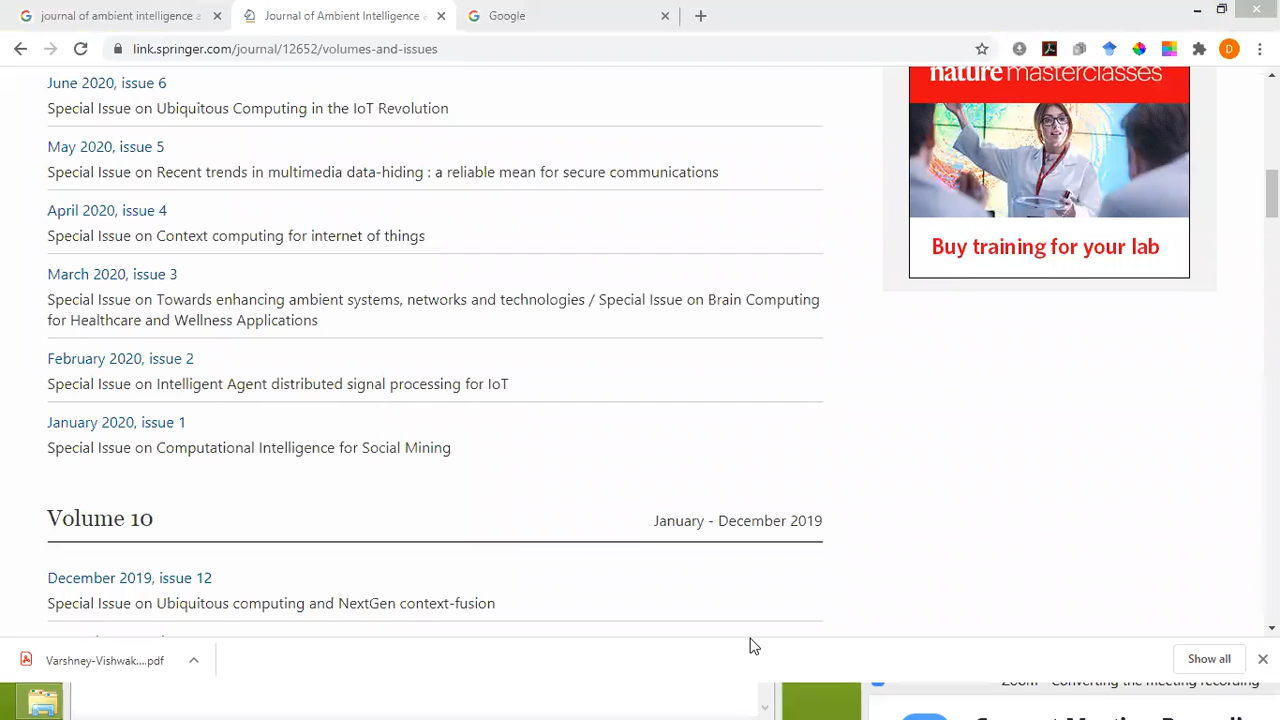 journal of ambient intelligence a
Journal of Ambient Intelligence a
Google
link.springer.com/journal/12652/volumes-and-issues
D
June 2020, issue 6
Special Issue on Ubiquitous Computing in the IoT Revolution
May 2020, issue 5
Special Issue on Recent trends in multimedia data-hiding : a reliable mean for secure communications
April 2020, issue 4
Special Issue on Context computing for internet of things
March 2020, issue 3
Special Issue on Towards enhancing ambient systems, networks and technologies / Special Issue on Brain Computing
for Healthcare and Wellness Applications
February 2020, issue 2
Special Issue on Intelligent Agent distributed signal processing for IoT
January 2020, issue 1
Special Issue on Computational Intelligence for Social Mining
Volume 10
January - December 2019
December 2019, issue 12
Special Issue on Ubiquitous computing and NextGen context-fusion
nature masterclasses
Buy training for your lab
Varshney-Vishwak....pdf
Show all
Zoom - Converting the meeting recording